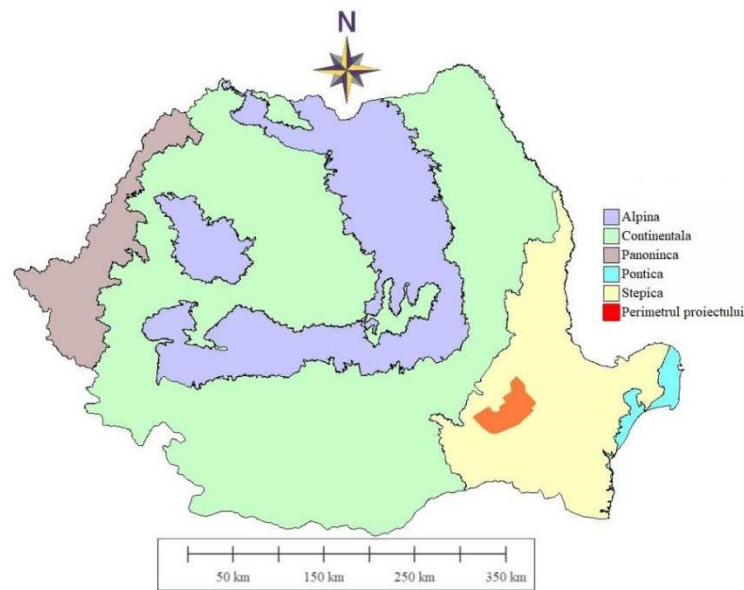 N
Alpina
Continentala
Panoninca
Pontica
Stepica
Perimetrul proiectului
50 km 150 km 250 km 350 km